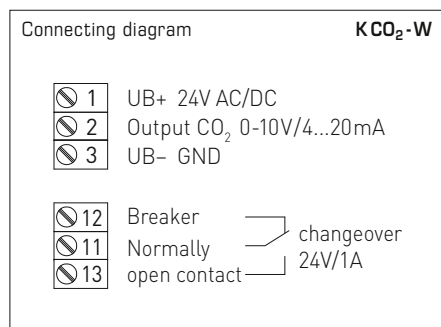 Connecting diagram KCO₂-W
1 UB+ 24V AC/DC
2 Output CO₂ 0-10V/4...20mA
3 UB– GND
12 Breaker
11 Normally
13 open contact
changeover
24V/1A